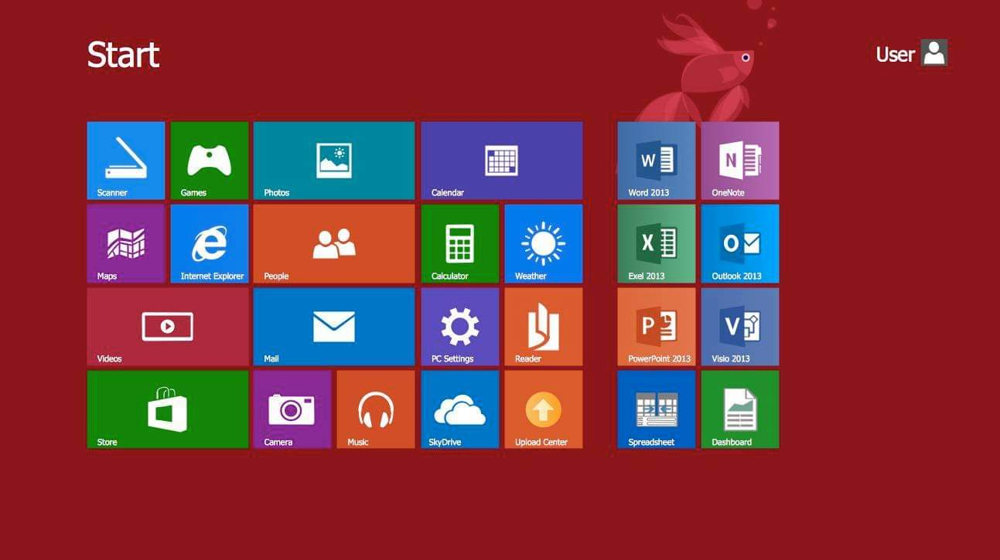 Start
User
Scanner
Games
Photos
Calendar
W
Word 2013
N
OneNote
Maps
e
Internet Explorer
People
Calculator
Weather
X
Exel 2013
O
Outlook 2013
Videos
Mail
PC Settings
Reader
P
PowerPoint 2013
V
Visio 2013
Store
Camera
Music
SkyDrive
Upload Center
Spreadsheet
Dashboard